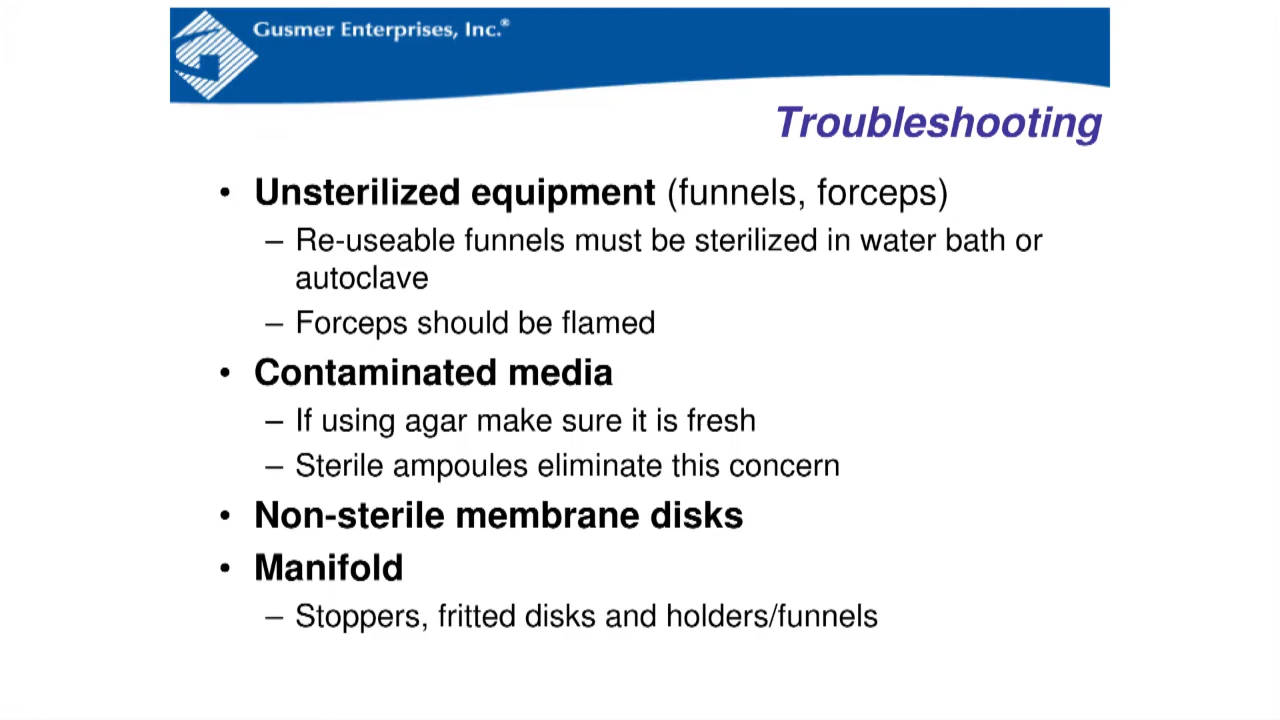 Gusmer Enterprises, Inc.®
Troubleshooting
• Unsterilized equipment (funnels, forceps)
– Re-useable funnels must be sterilized in water bath or
autoclave
– Forceps should be flamed
• Contaminated media
– If using agar make sure it is fresh
– Sterile ampoules eliminate this concern
• Non-sterile membrane disks
• Manifold
– Stoppers, fritted disks and holders/funnels